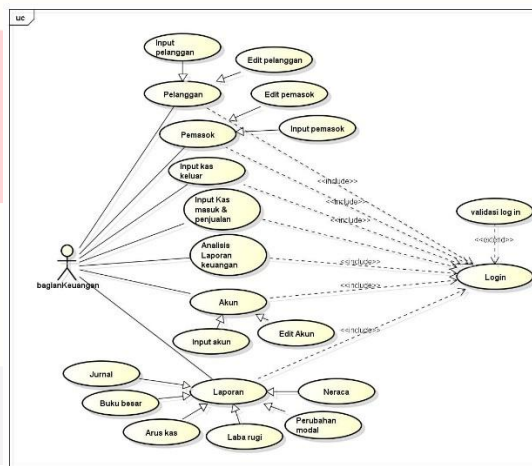 uc
Input
pelanggan
Edit pelanggan
Pelanggan
Edit pemasok
Pemasok
Input pemasok
Input kas
keluar
<<include>>
<<include>>
<<include>>
Input Kas
masuk &
penjualan
validasi log in
<<extend>>
Analisis
Laporan
keuangan
<<include>>
Login
bagianKeuangan
Akun
<<include>>
Input akun
Edit Akun
<<include>>
Jurnal
Laporan
Neraca
Buku besar
Arus kas
Laba rugi
Perubahan
modal